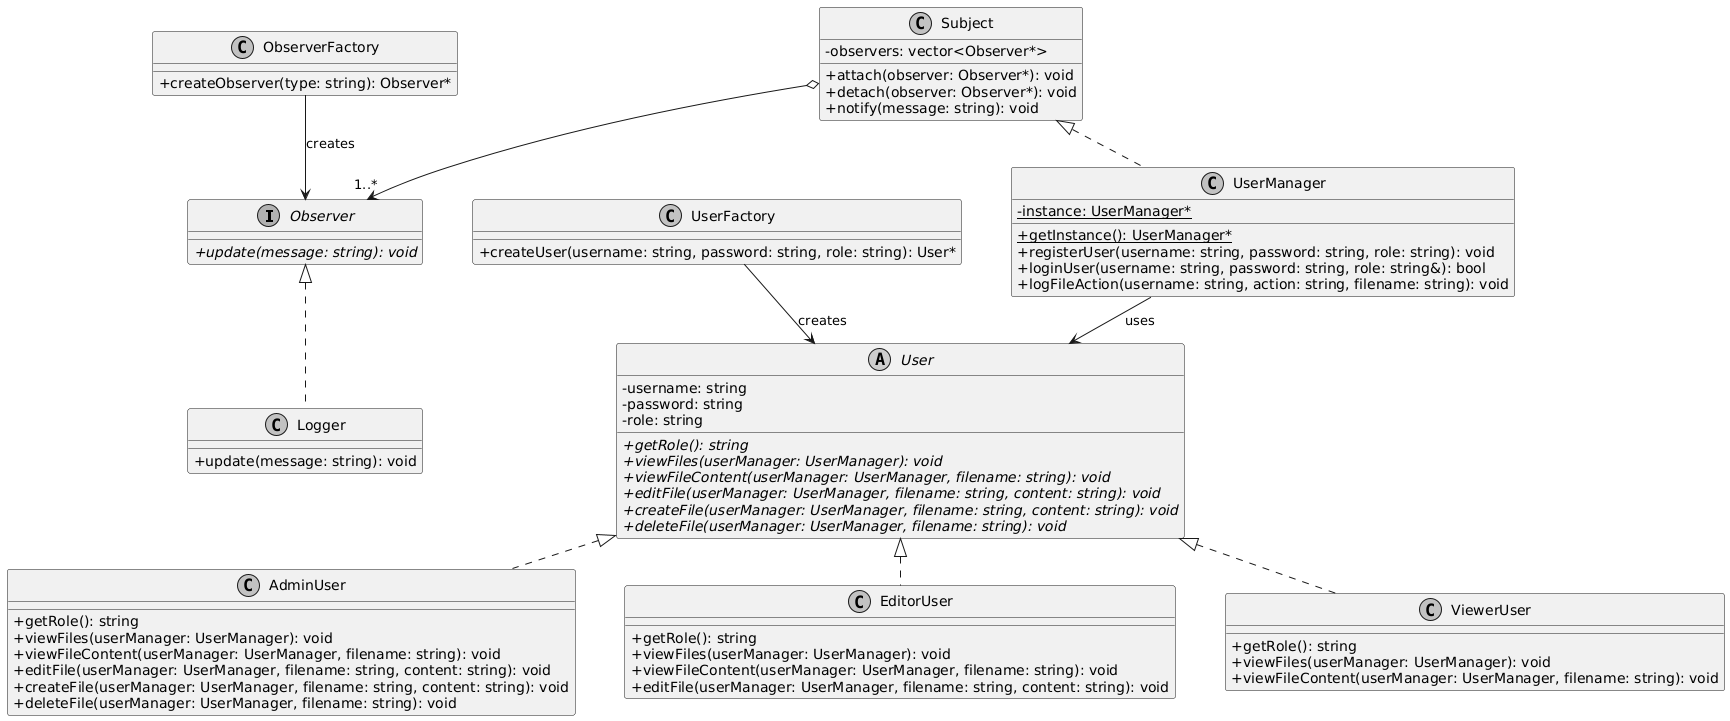 C ObserverFactory
+createObserver(type: string): Observer*
C Subject
-observers: vector<Observer*>
+attach(observer: Observer*): void
+detach(observer: Observer*): void
+notify(message: string): void
creates
1..*
I Observer
+update(message: string): void
C UserFactory
+createUser(username: string, password: string, role: string): User*
C UserManager
-instance: UserManager*
+getInstance(): UserManager*
+registerUser(username: string, password: string, role: string): void
+loginUser(username: string, password: string, role: string&): bool
+logFileAction(username: string, action: string, filename: string): void
creates
uses
C Logger
+update(message: string): void
A User
-username: string
-password: string
-role: string
+getRole(): string
+viewFiles(userManager: UserManager): void
+viewFileContent(userManager: UserManager, filename: string): void
+editFile(userManager: UserManager, filename: string, content: string): void
+createFile(userManager: UserManager, filename: string, content: string): void
+deleteFile(userManager: UserManager, filename: string): void
C AdminUser
+getRole(): string
+viewFiles(userManager: UserManager): void
+viewFileContent(userManager: UserManager, filename: string): void
+editFile(userManager: UserManager, filename: string, content: string): void
+createFile(userManager: UserManager, filename: string, content: string): void
+deleteFile(userManager: UserManager, filename: string): void
C EditorUser
+getRole(): string
+viewFiles(userManager: UserManager): void
+viewFileContent(userManager: UserManager, filename: string): void
+editFile(userManager: UserManager, filename: string, content: string): void
C ViewerUser
+getRole(): string
+viewFiles(userManager: UserManager): void
+viewFileContent(userManager: UserManager, filename: string): void